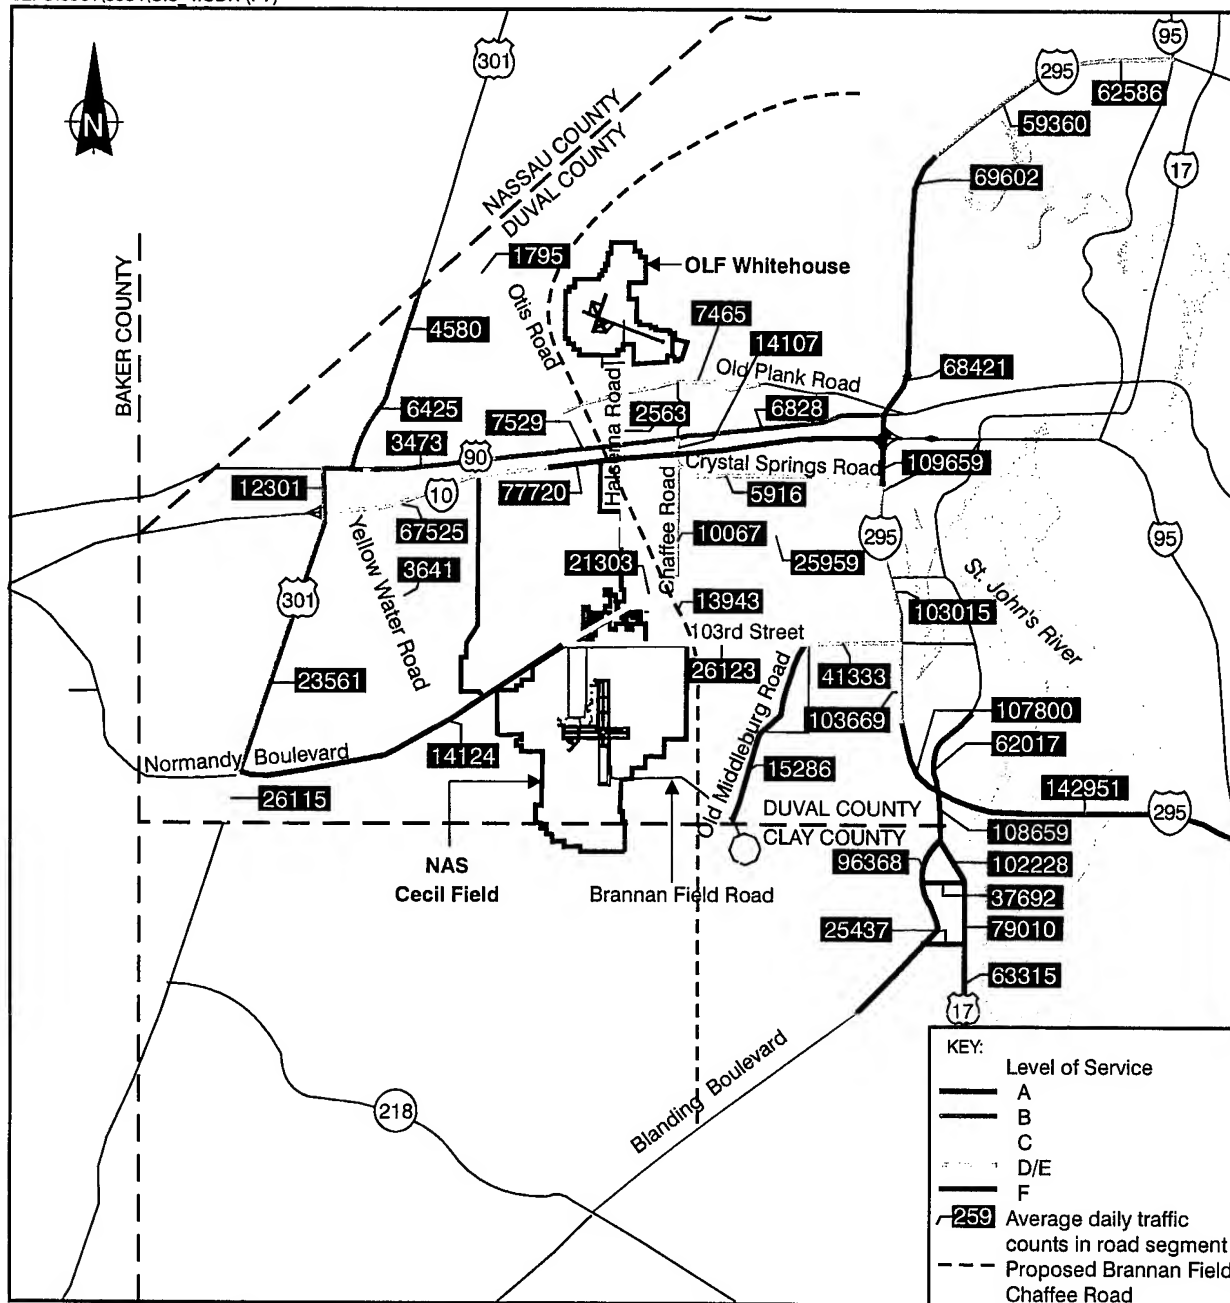 301
95
295
62586
59360
17
69602
N
NASSAU COUNTY
DUVAL COUNTY
BAKER COUNTY
1795
OLF Whitehouse
Otis Road
4580
7465
14107
Old Plank Road
68421
6425
Halsema Road
2563
6828
7529
3473
90
Crystal Springs Road
109659
12301
10
77720
5916
67525
Chaffee Road
10067
295
95
Yellow Water Road
3641
21303
25959
301
13943
103015
St. John's River
103rd Street
26123
41333
23561
Old Middleburg Road
103669
107800
62017
Normandy Boulevard
14124
15286
142951
26115
DUVAL COUNTY
295
CLAY COUNTY
108659
NAS
Cecil Field
96368
102228
Brannan Field Road
37692
25437
79010
63315
17
218
Blanding Boulevard
KEY:
Level of Service
A
B
C
D/E
F
259 Average daily traffic
counts in road segment
Proposed Brannan Field
Chaffee Road